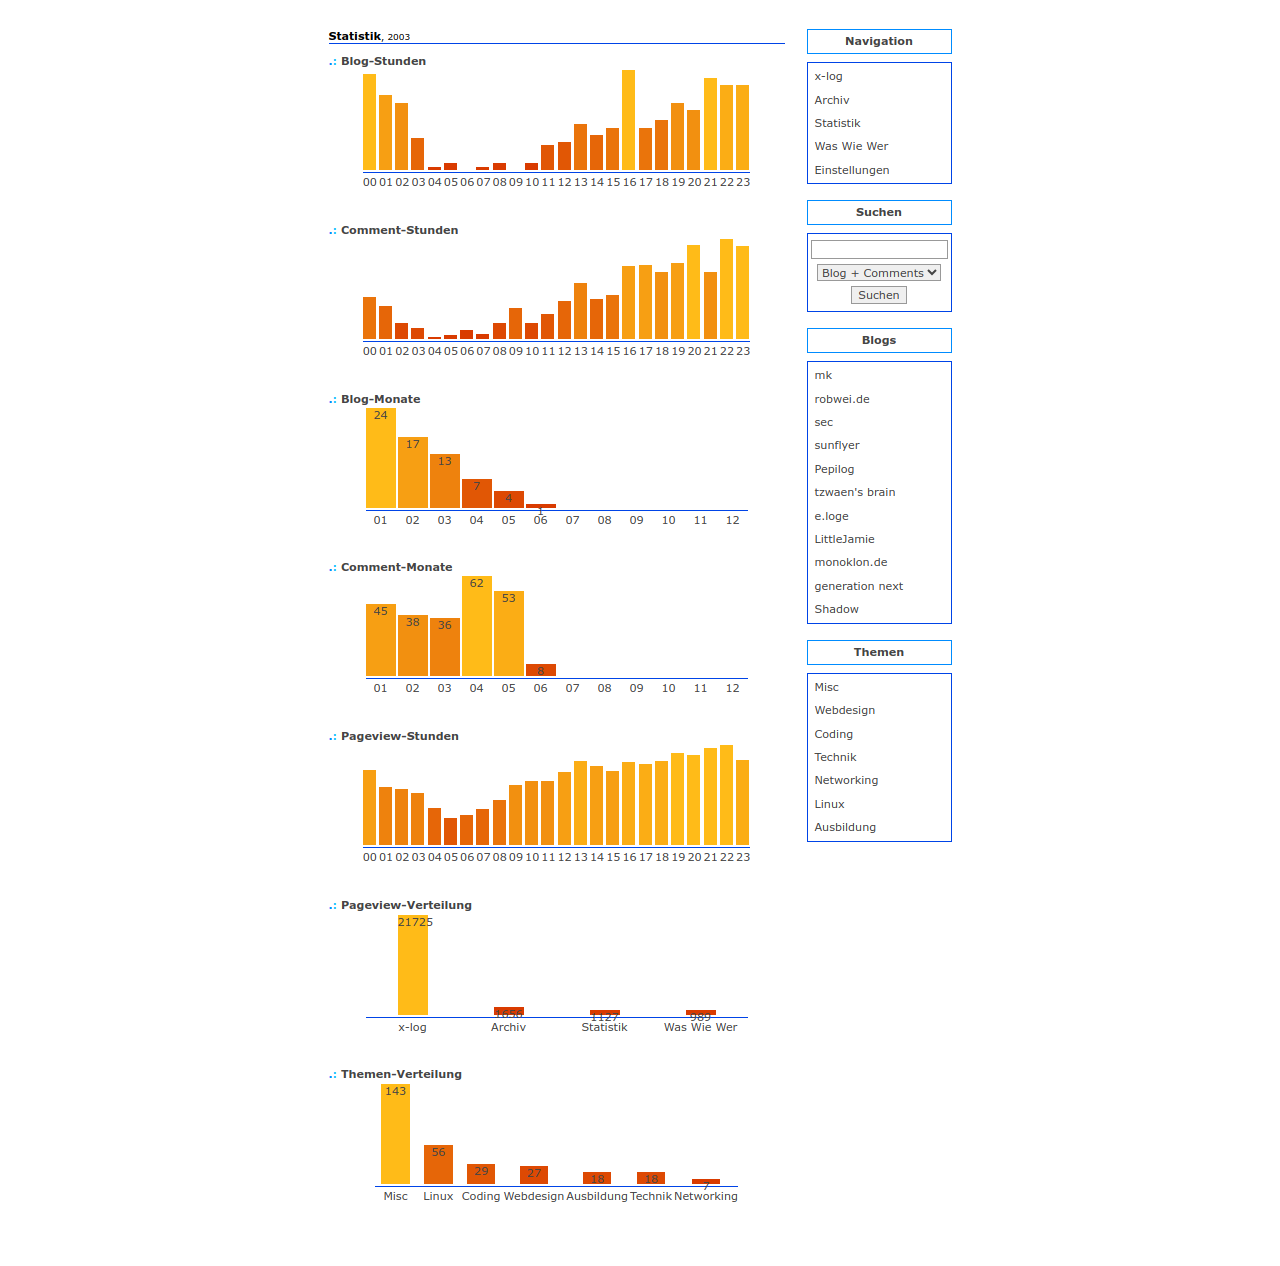 Statistik, 2003
.: Blog-Stunden
00 01 02 03 04 05 06 07 08 09 10 11 12 13 14 15 16 17 18 19 20 21 22 23
.: Comment-Stunden
00 01 02 03 04 05 06 07 08 09 10 11 12 13 14 15 16 17 18 19 20 21 22 23
.: Blog-Monate
24 17 13 7 4 1
01 02 03 04 05 06 07 08 09 10 11 12
.: Comment-Monate
45 38 36 62 53 8
01 02 03 04 05 06 07 08 09 10 11 12
.: Pageview-Stunden
00 01 02 03 04 05 06 07 08 09 10 11 12 13 14 15 16 17 18 19 20 21 22 23
.: Pageview-Verteilung
21725 1656 1127 989
x-log Archiv Statistik Was Wie Wer
.: Themen-Verteilung
143 56 29 27 18 18 7
Misc Linux Coding Webdesign Ausbildung Technik Networking
Navigation
x-log
Archiv
Statistik
Was Wie Wer
Einstellungen
Suchen
Blog + Comments
Suchen
Blogs
mk
robwei.de
sec
sunflyer
Pepilog
tzwaen's brain
e.loge
LittleJamie
monoklon.de
generation next
Shadow
Themen
Misc
Webdesign
Coding
Technik
Networking
Linux
Ausbildung